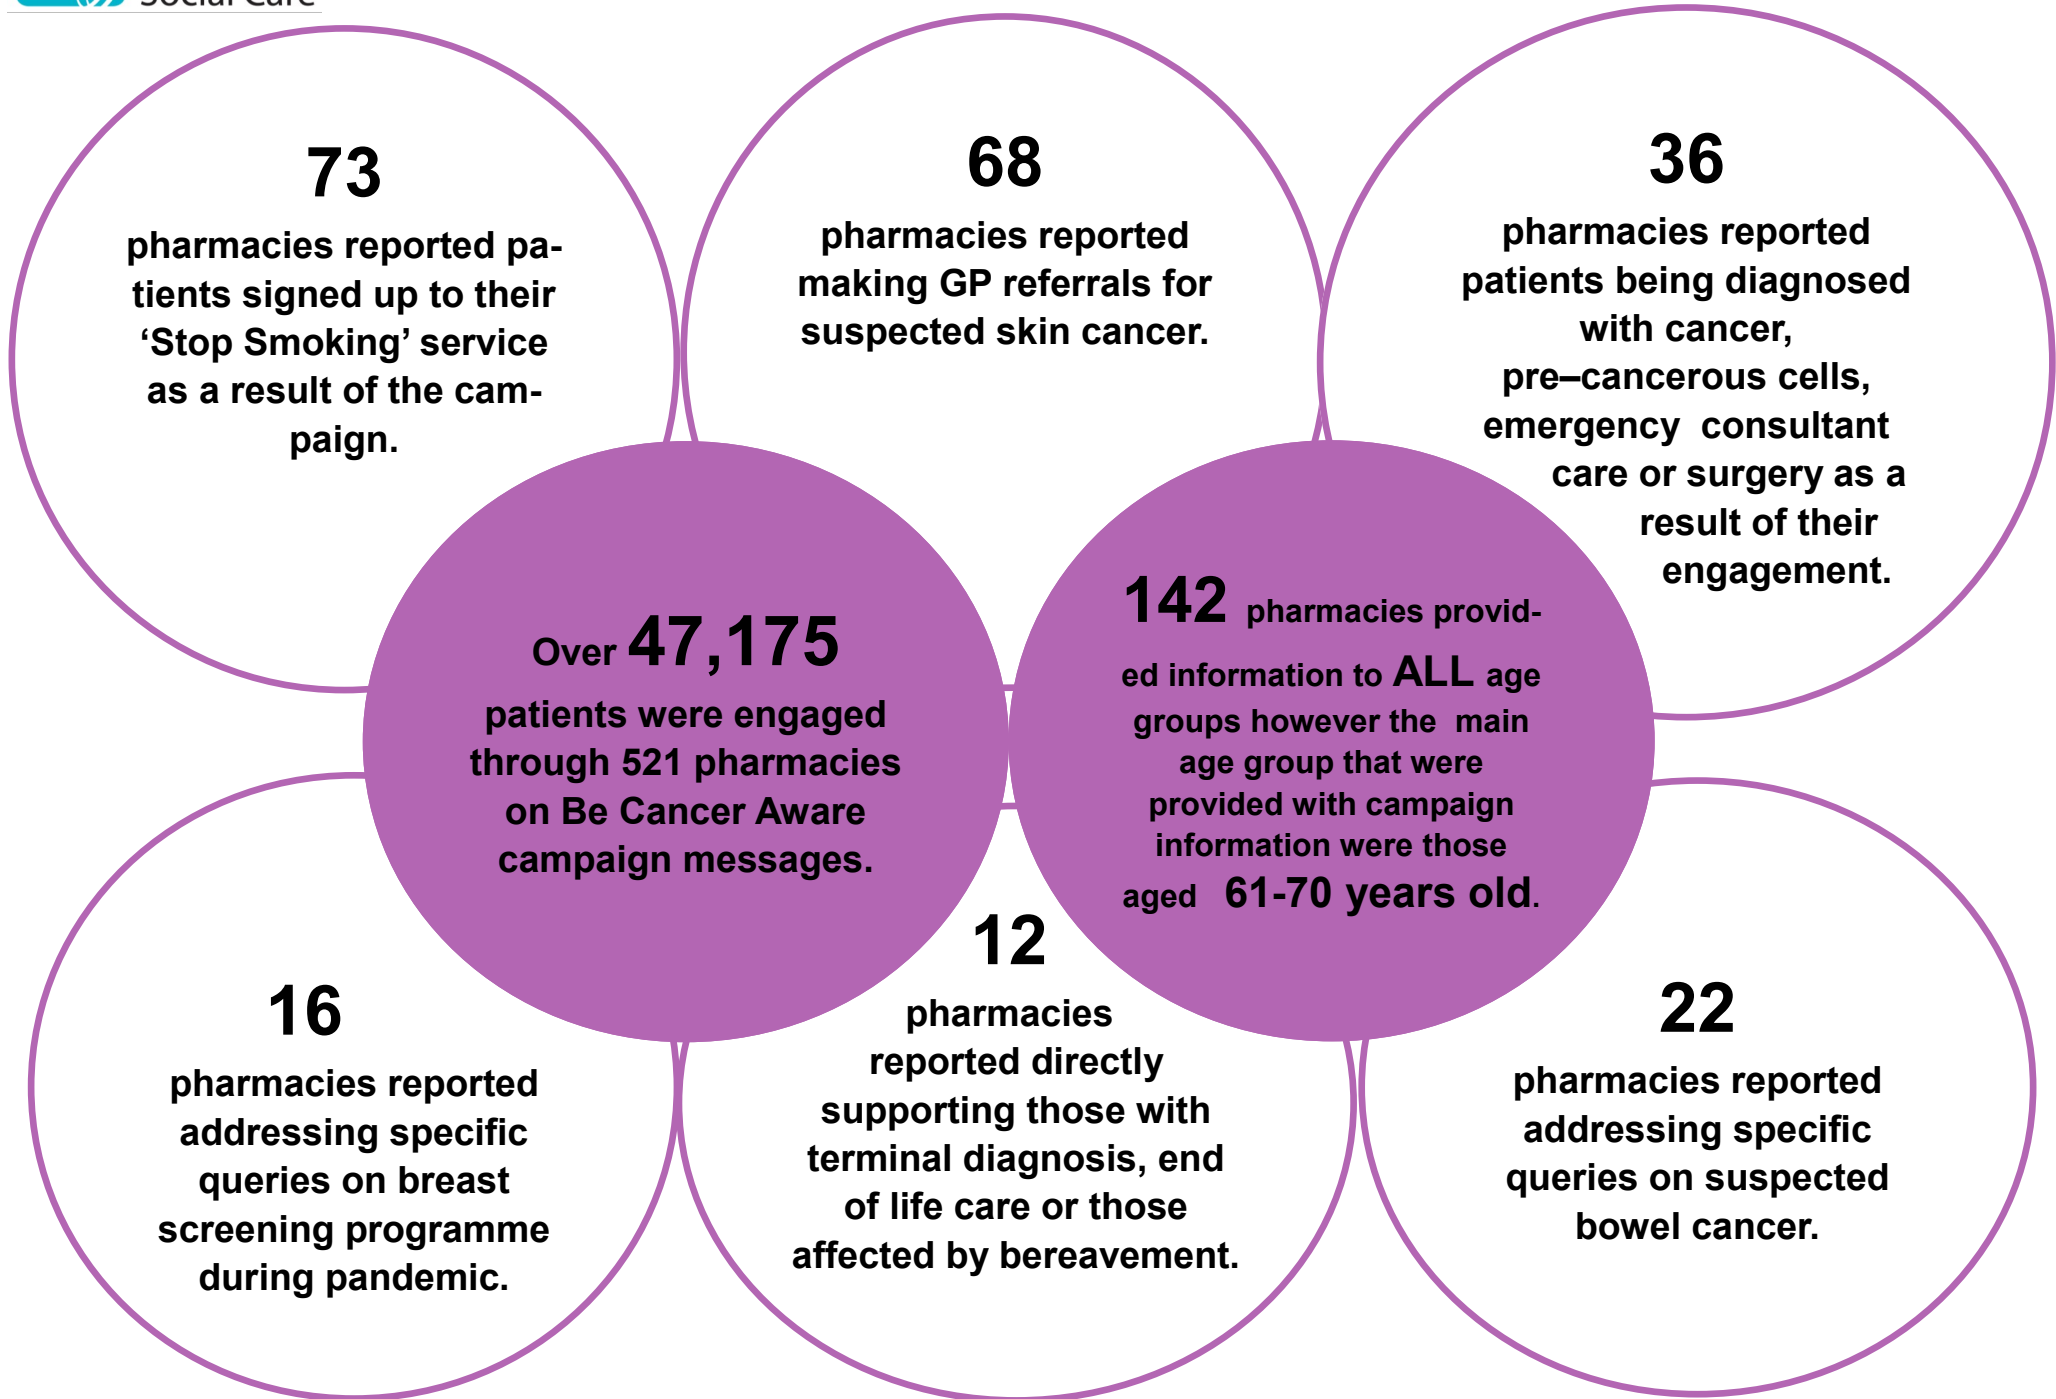 Social Care
73
pharmacies reported pa-
tients signed up to their
‘Stop Smoking’ service
as a result of the cam-
paign.
68
pharmacies reported
making GP referrals for
suspected skin cancer.
36
pharmacies reported
patients being diagnosed
with cancer,
pre–cancerous cells,
emergency consultant
care or surgery as a
result of their
engagement.
Over 47,175
patients were engaged
through 521 pharmacies
on Be Cancer Aware
campaign messages.
142 pharmacies provid-
ed information to ALL age
groups however the main
age group that were
provided with campaign
information were those
aged 61-70 years old.
16
pharmacies reported
addressing specific
queries on breast
screening programme
during pandemic.
12
pharmacies
reported directly
supporting those with
terminal diagnosis, end
of life care or those
affected by bereavement.
22
pharmacies reported
addressing specific
queries on suspected
bowel cancer.